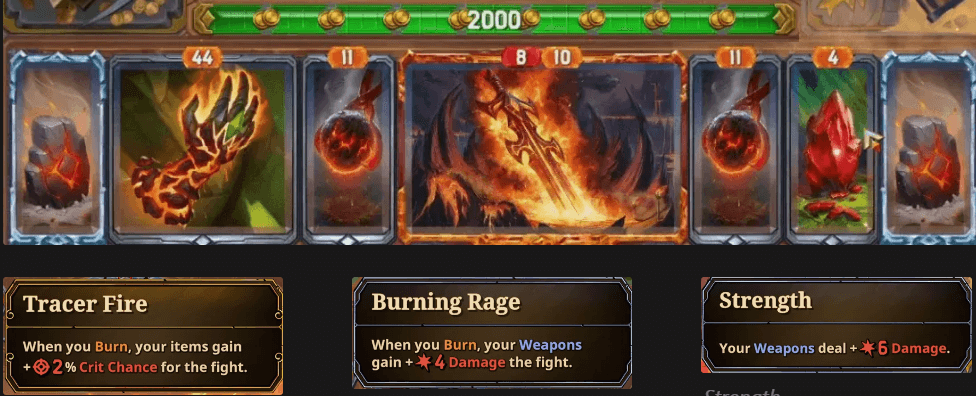 2000
44
11
8
10
11
4
Tracer Fire
When you Burn, your items gain
+ 2% Crit Chance for the fight.
Burning Rage
When you Burn, your Weapons
gain + 4 Damage the fight.
Strength
Your Weapons deal + 6 Damage.
Strength